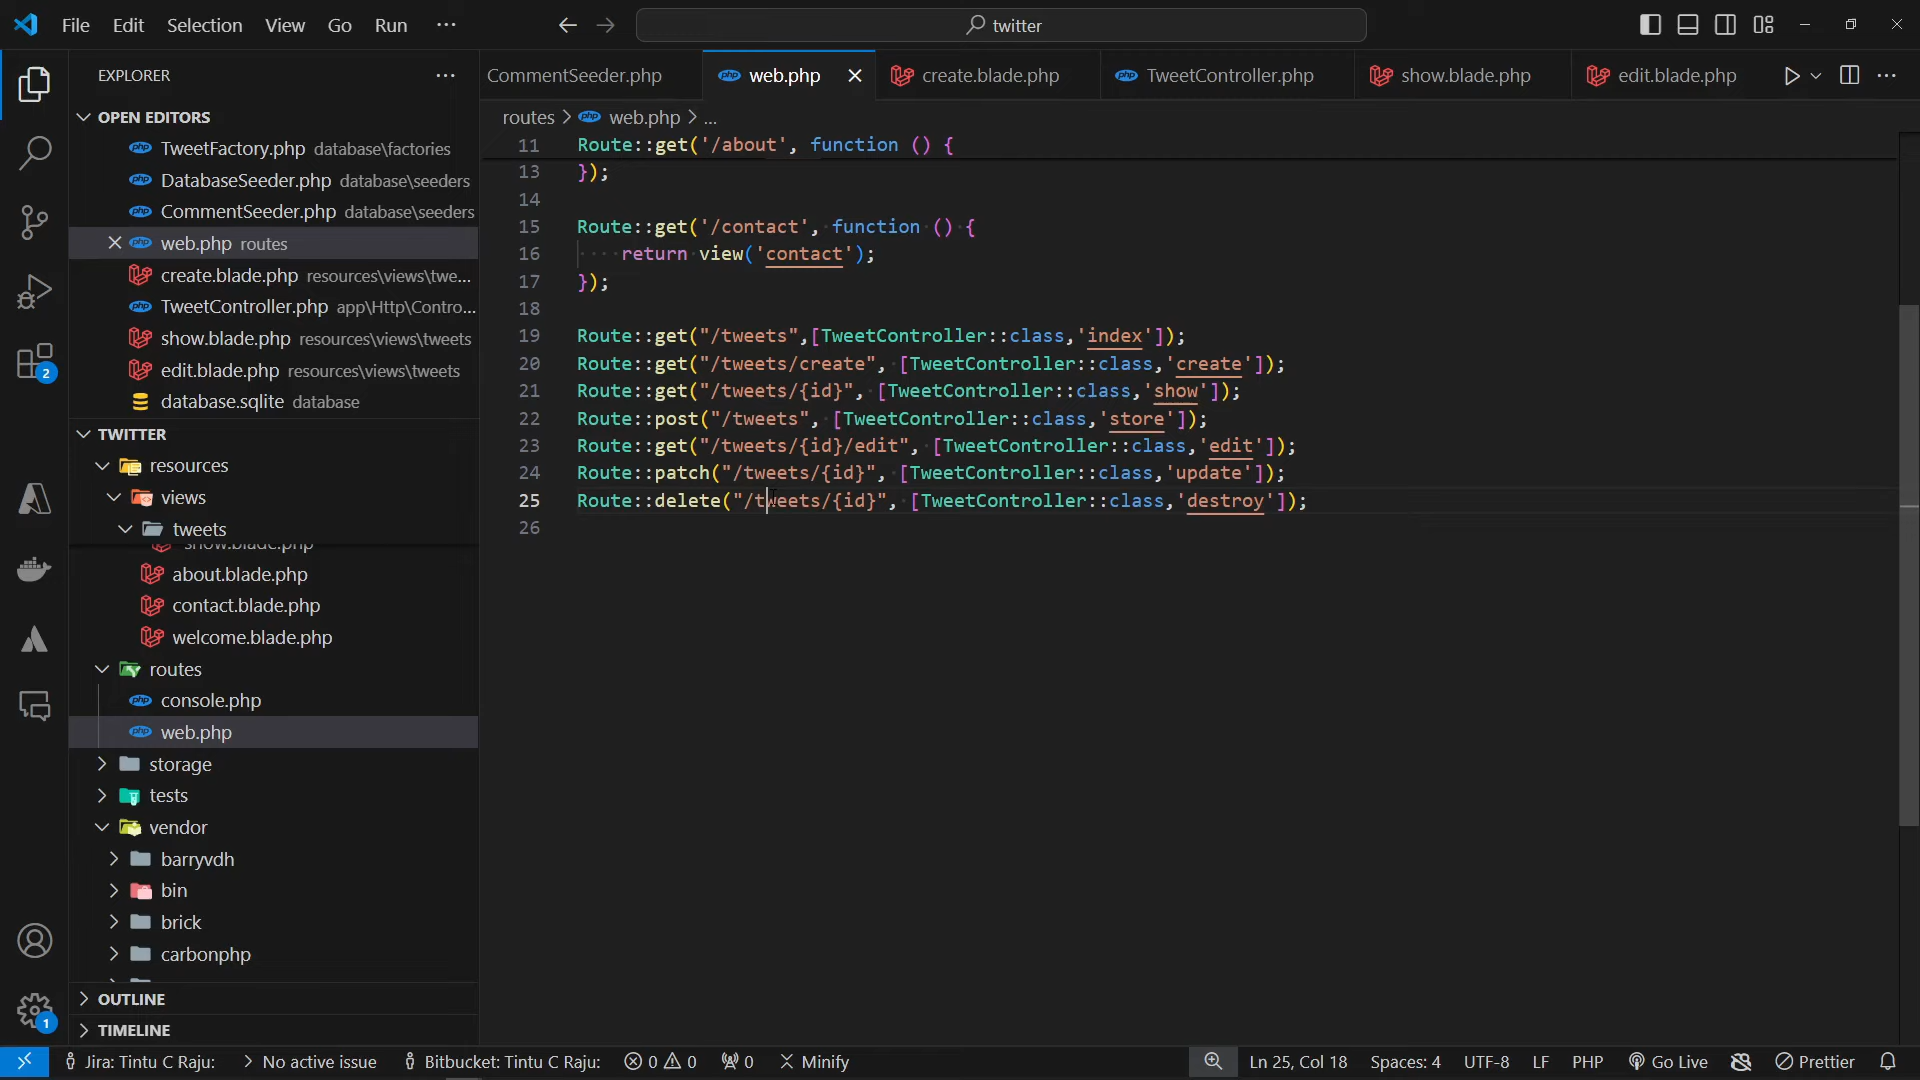 File Edit Selection View Go Run ···
twitter
EXPLORER
OPEN EDITORS
TweetFactory.php database\factories
DatabaseSeeder.php database\seeders
CommentSeeder.php database\seeders
web.php routes
create.blade.php resources\views\twe...
TweetController.php app\Http\Contro...
show.blade.php resources\views\tweets
edit.blade.php resources\views\tweets
database.sqlite database
TWITTER
resources
views
tweets
show.blade.php
about.blade.php
contact.blade.php
welcome.blade.php
routes
console.php
web.php
storage
tests
vendor
barryvdh
bin
brick
carbonphp
OUTLINE
TIMELINE
CommentSeeder.php web.php create.blade.php TweetController.php show.blade.php edit.blade.php
routes > web.php > ...
11 Route::get('/about', function () {
13 });
14
15 Route::get('/contact', function () {
16 return view('contact');
17 });
18
19 Route::get("/tweets",[TweetController::class,'index']);
20 Route::get("/tweets/create", [TweetController::class,'create']);
21 Route::get("/tweets/{id}", [TweetController::class,'show']);
22 Route::post("/tweets", [TweetController::class,'store']);
23 Route::get("/tweets/{id}/edit", [TweetController::class,'edit']);
24 Route::patch("/tweets/{id}", [TweetController::class,'update']);
25 Route::delete("/tweets/{id}", [TweetController::class,'destroy']);
26
2
1
Jira: Tintu C Raju: > No active issue Bitbucket: Tintu C Raju: 0 0 0 Minify Ln 25, Col 18 Spaces: 4 UTF-8 LF PHP Go Live Prettier